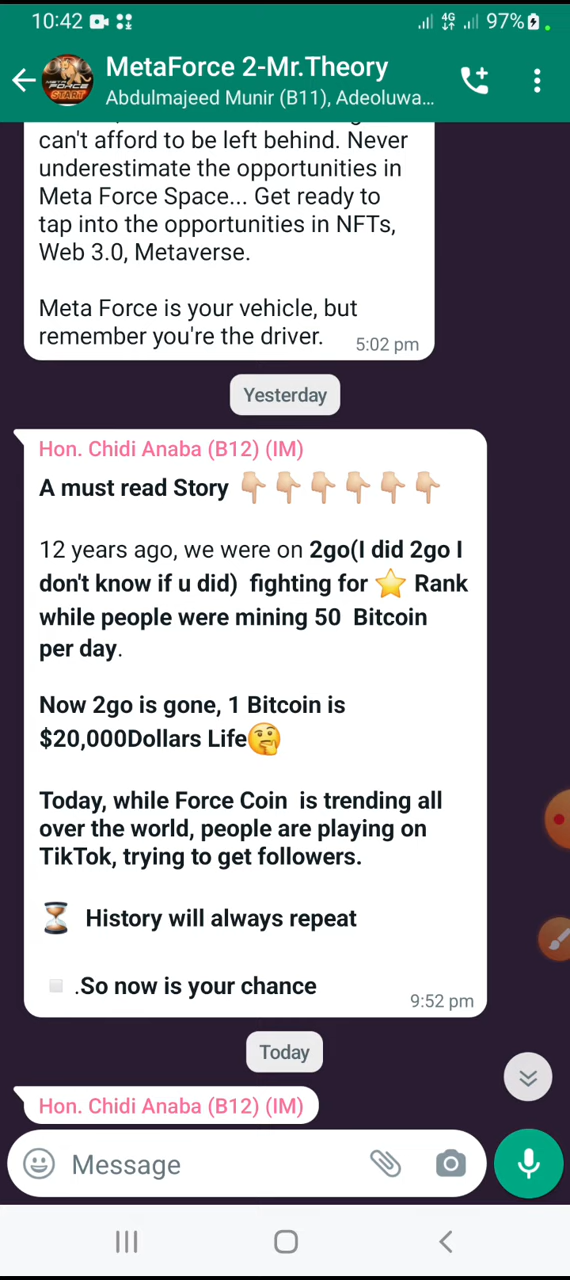 10:42 4G 97%
MetaForce 2-Mr.Theory
Abdulmajeed Munir (B11), Adeoluwa...
can't afford to be left behind. Never
underestimate the opportunities in
Meta Force Space... Get ready to
tap into the opportunities in NFTs,
Web 3.0, Metaverse.
Meta Force is your vehicle, but
remember you're the driver. 5:02 pm
Yesterday
Hon. Chidi Anaba (B12) (IM)
A must read Story 👇🏼👇🏼👇🏼👇🏼👇🏼👇🏼
12 years ago, we were on 2go(I did 2go I
don't know if u did) fighting for ⭐ Rank
while people were mining 50 Bitcoin
per day.
Now 2go is gone, 1 Bitcoin is
$20,000Dollars Life🤔
Today, while Force Coin is trending all
over the world, people are playing on
TikTok, trying to get followers.
⏳ History will always repeat
◽.So now is your chance
9:52 pm
Today
Hon. Chidi Anaba (B12) (IM)
Message